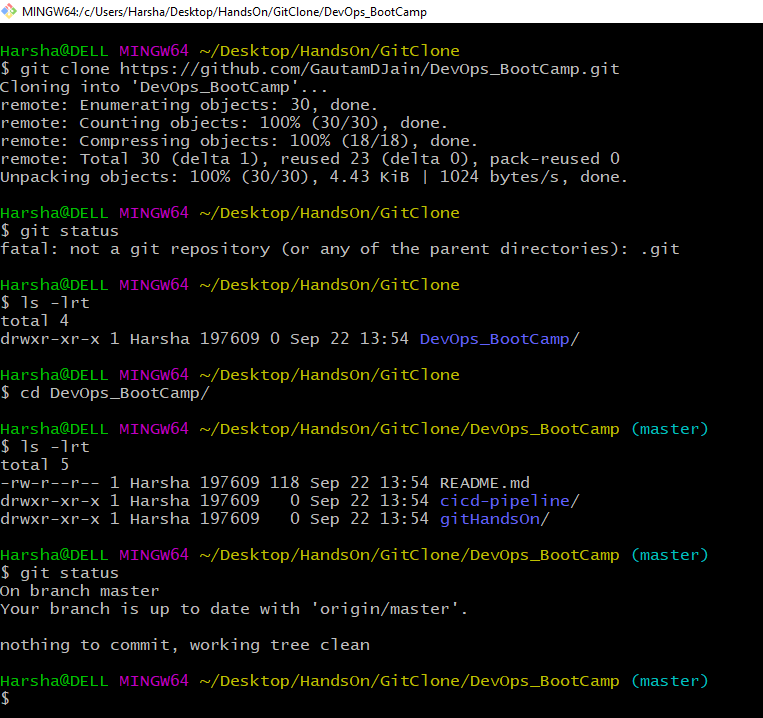 MINGW64:/c/Users/Harsha/Desktop/HandsOn/GitClone/DevOps_BootCamp
Harsha@DELL MINGW64 ~/Desktop/HandsOn/GitClone
$ git clone https://github.com/GautamDJain/DevOps_BootCamp.git
Cloning into 'DevOps_BootCamp'...
remote: Enumerating objects: 30, done.
remote: Counting objects: 100% (30/30), done.
remote: Compressing objects: 100% (18/18), done.
remote: Total 30 (delta 1), reused 23 (delta 0), pack-reused 0
Unpacking objects: 100% (30/30), 4.43 KiB | 1024 bytes/s, done.
Harsha@DELL MINGW64 ~/Desktop/HandsOn/GitClone
$ git status
fatal: not a git repository (or any of the parent directories): .git
Harsha@DELL MINGW64 ~/Desktop/HandsOn/GitClone
$ ls -lrt
total 4
drwxr-xr-x 1 Harsha 197609 0 Sep 22 13:54 DevOps_BootCamp/
Harsha@DELL MINGW64 ~/Desktop/HandsOn/GitClone
$ cd DevOps_BootCamp/
Harsha@DELL MINGW64 ~/Desktop/HandsOn/GitClone/DevOps_BootCamp (master)
$ ls -lrt
total 5
-rw-r--r-- 1 Harsha 197609 118 Sep 22 13:54 README.md
drwxr-xr-x 1 Harsha 197609   0 Sep 22 13:54 cicd-pipeline/
drwxr-xr-x 1 Harsha 197609   0 Sep 22 13:54 gitHandsOn/
Harsha@DELL MINGW64 ~/Desktop/HandsOn/GitClone/DevOps_BootCamp (master)
$ git status
On branch master
Your branch is up to date with 'origin/master'.
nothing to commit, working tree clean
Harsha@DELL MINGW64 ~/Desktop/HandsOn/GitClone/DevOps_BootCamp (master)
$